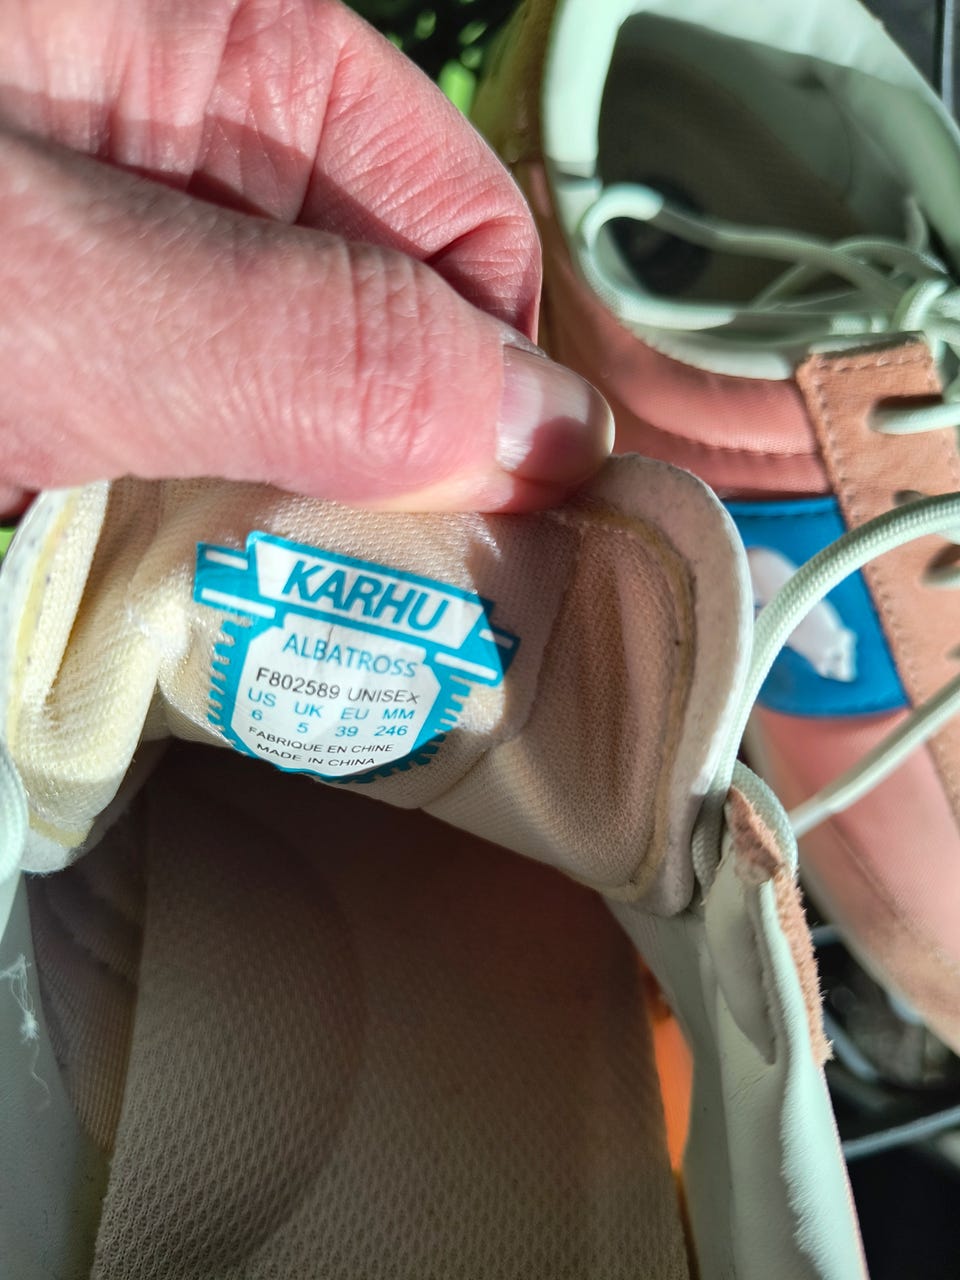 KARHU
ALBATROSS
F802589 UNISEX
US UK EU MM
6 5 39 246
FABRIQUE EN CHINE
MADE IN CHINA